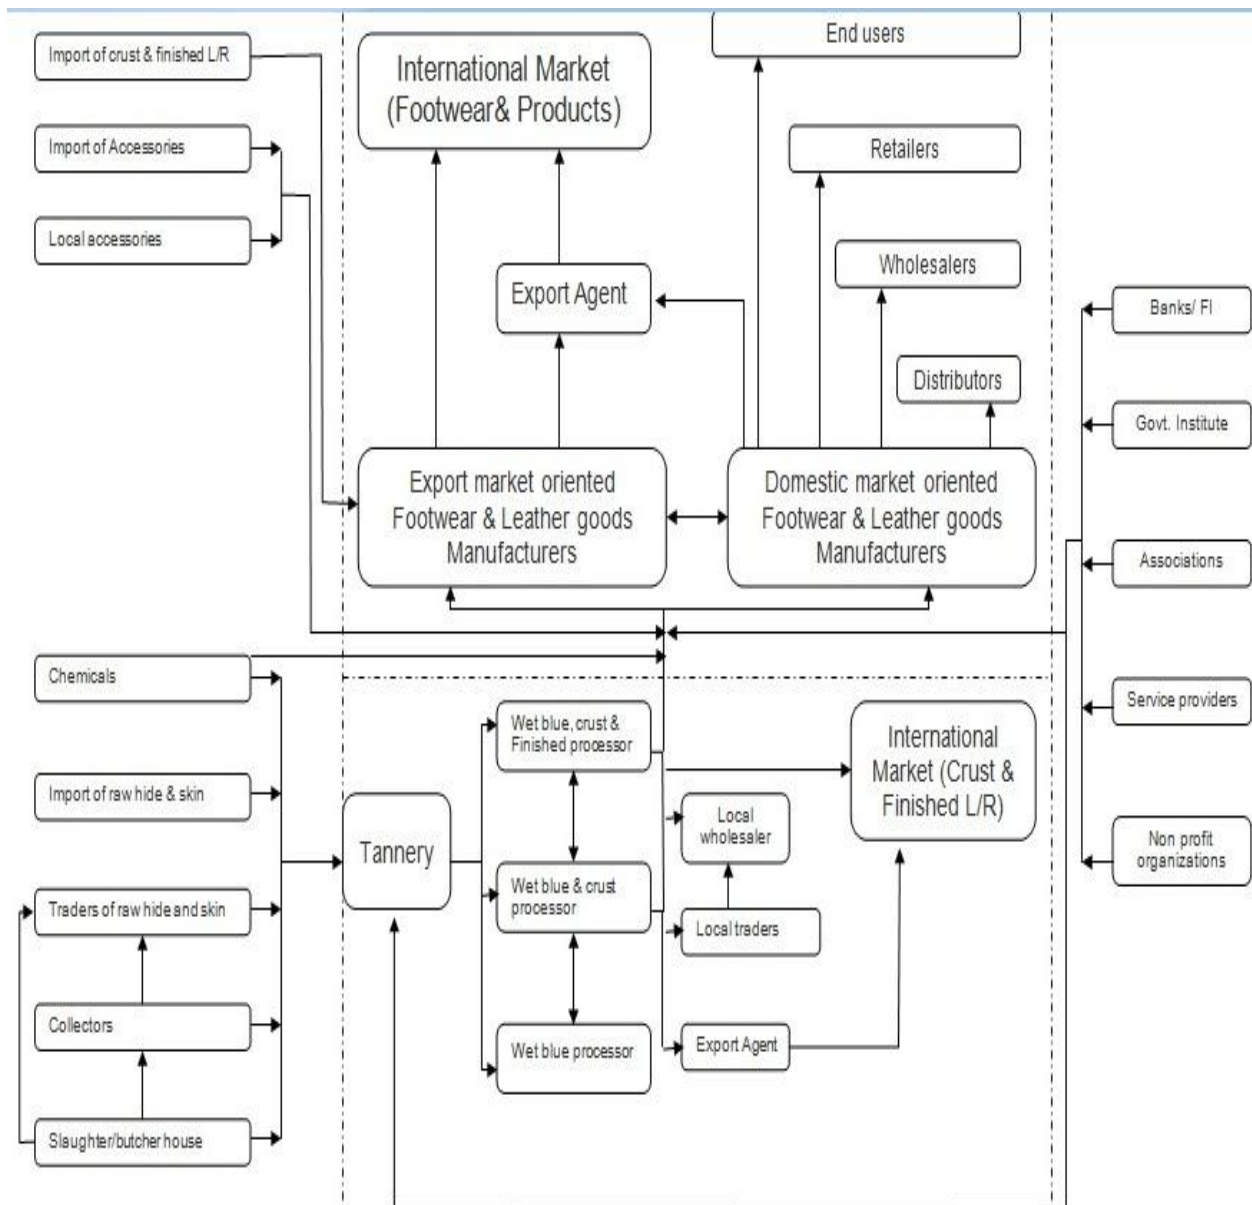 Import of crust & finished L/R
Import of Accessories
Local accessories
International Market
(Footwear& Products)
End users
Retailers
Wholesalers
Export Agent
Distributors
Export market oriented
Footwear & Leather goods
Manufacturers
Domestic market oriented
Footwear & Leather goods
Manufacturers
Banks/ FI
Govt. Institute
Associations
Service providers
Non profit
organizations
Chemicals
Import of raw hide & skin
Traders of raw hide and skin
Collectors
Slaughter/butcher house
Tannery
Wet blue, crust &
Finished processor
Wet blue & crust
processor
Wet blue processor
Local
wholesaler
Local traders
Export Agent
International
Market (Crust &
Finished L/R)